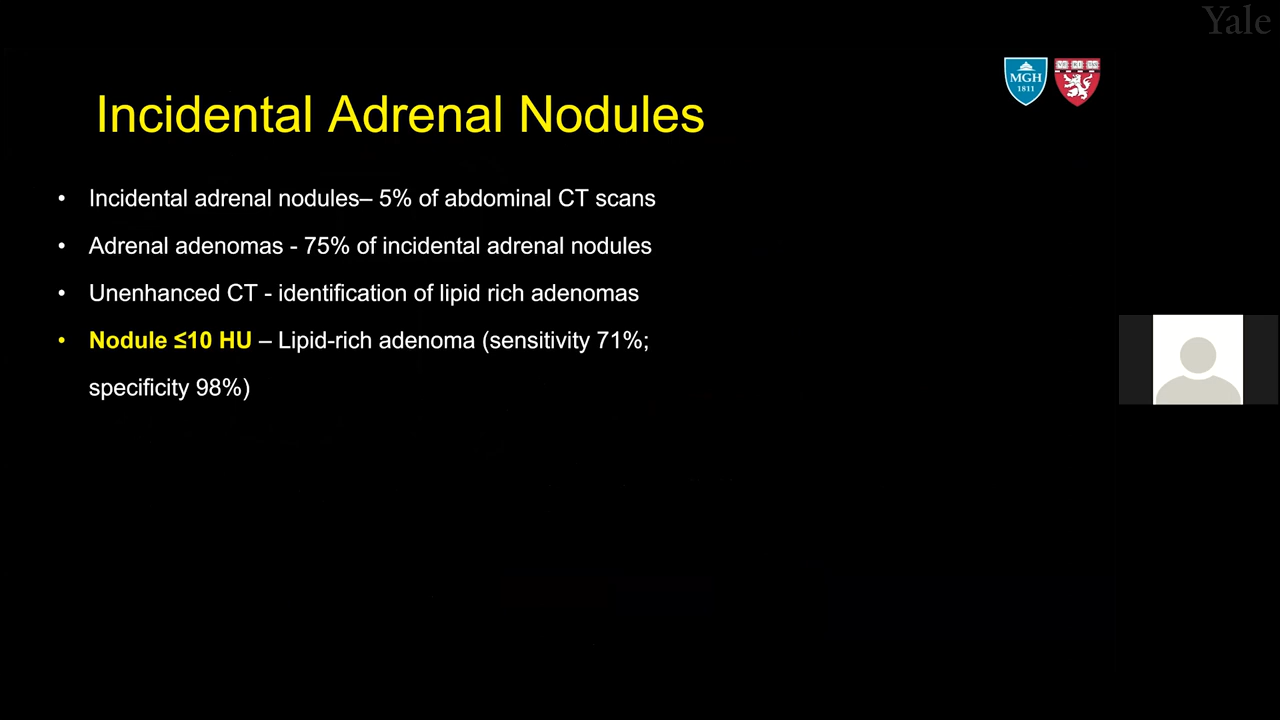 Yale
MGH
1811
Incidental Adrenal Nodules
• Incidental adrenal nodules– 5% of abdominal CT scans
• Adrenal adenomas - 75% of incidental adrenal nodules
• Unenhanced CT - identification of lipid rich adenomas
• Nodule ≤10 HU – Lipid-rich adenoma (sensitivity 71%;
specificity 98%)